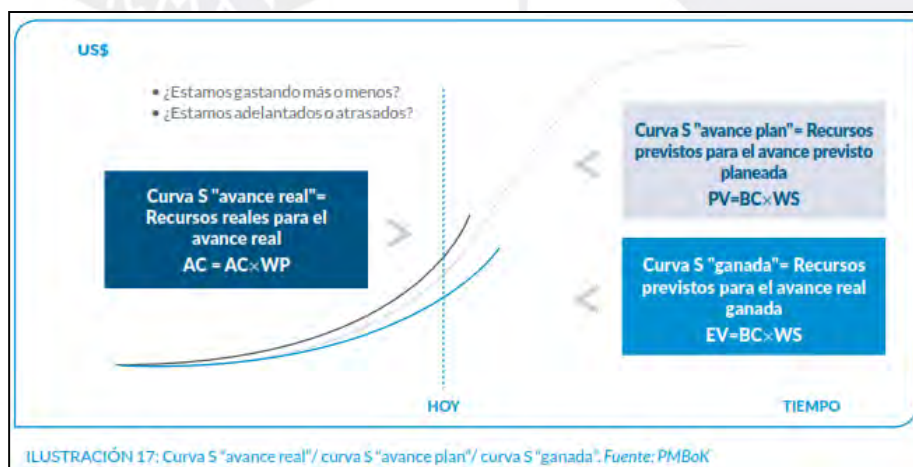 US$
• ¿Estamos gastando más o menos?
• ¿Estamos adelantados o atrasados?
Curva S "avance real"=
Recursos reales para el
avance real
AC = AC×WP
Curva S "avance plan"= Recursos
previstos para el avance previsto
planeada
PV=BC×WS
Curva S "ganada"= Recursos
previstos para el avance real
ganada
EV=BC×WS
HOY
TIEMPO
ILUSTRACIÓN 17: Curva S "avance real"/ curva S "avance plan"/ curva S "ganada". Fuente: PMBoK